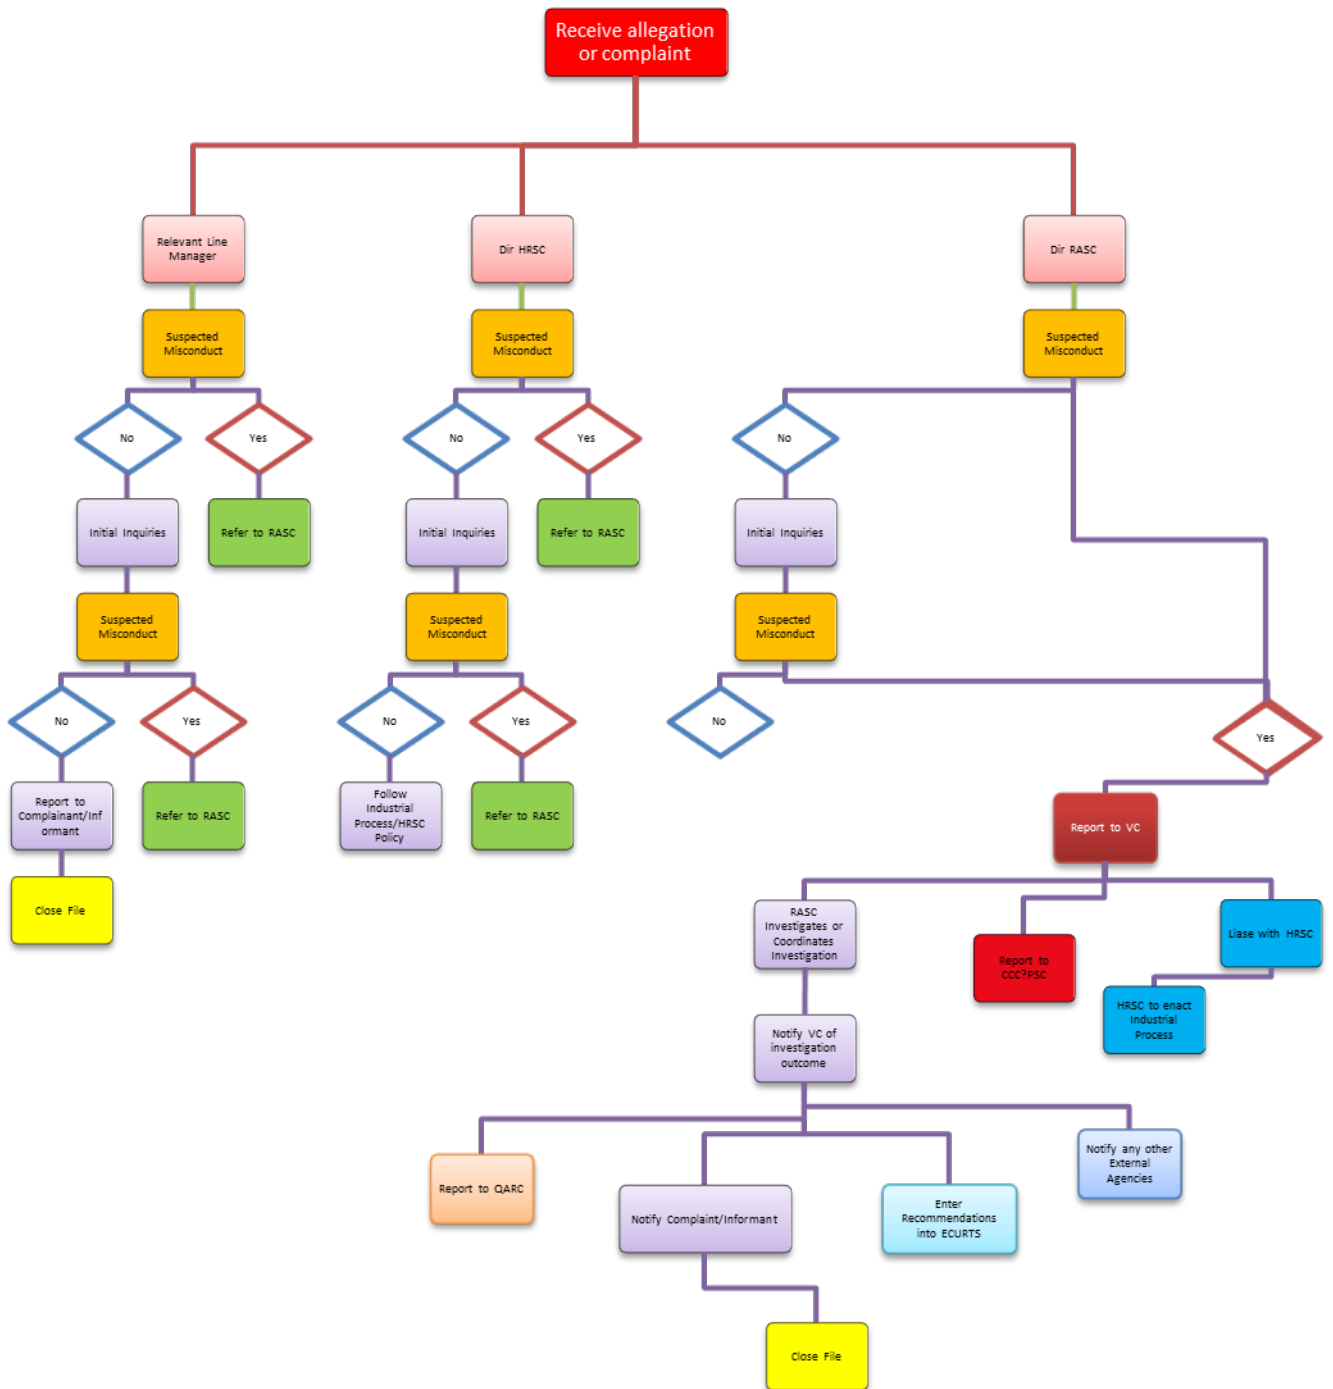 Receive allegation
or complaint
Relevant Line
Manager
Dir HRSC
Dir RASC
Suspected
Misconduct
Suspected
Misconduct
Suspected
Misconduct
No
Yes
No
Yes
No
Initial Inquiries
Refer to RASC
Initial Inquiries
Refer to RASC
Initial Inquiries
Suspected
Misconduct
Suspected
Misconduct
Suspected
Misconduct
No
Yes
No
Yes
No
Yes
Report to
Complainant/Inf
ormant
Refer to RASC
Follow
Industrial
Process/HRSC
Policy
Refer to RASC
Report to VC
Close File
RASC
Investigates or
Coordinates
Investigation
Report to
CCC?PSC
Liase with HRSC
HRSC to enact
Industrial
Process
Notify VC of
investigation
outcome
Report to QARC
Notify Complaint/Informant
Enter
Recommendations
into ECURTS
Notify any other
External
Agencies
Close File